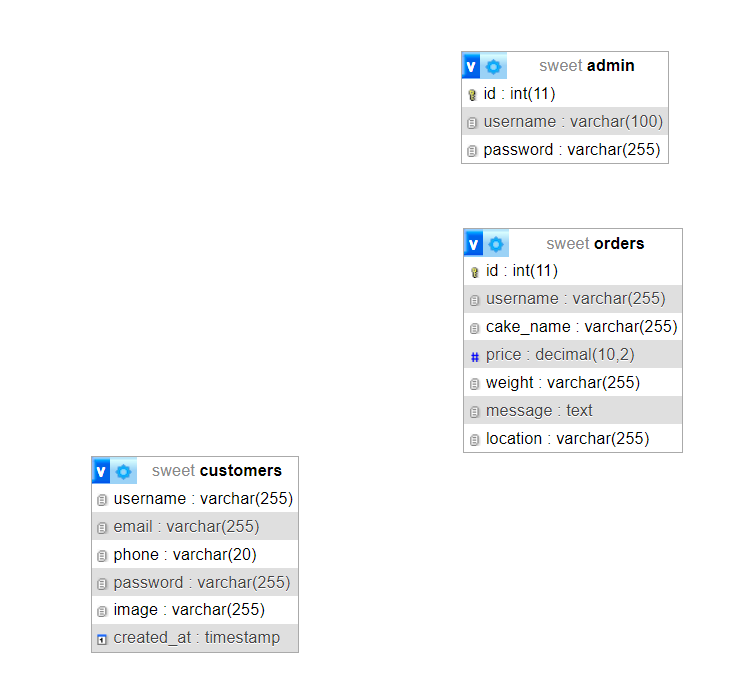 v sweet admin
id : int(11)
username : varchar(100)
password : varchar(255)
v sweet orders
id : int(11)
username : varchar(255)
cake_name : varchar(255)
# price : decimal(10,2)
weight : varchar(255)
message : text
location : varchar(255)
v sweet customers
username : varchar(255)
email : varchar(255)
phone : varchar(20)
password : varchar(255)
image : varchar(255)
created_at : timestamp